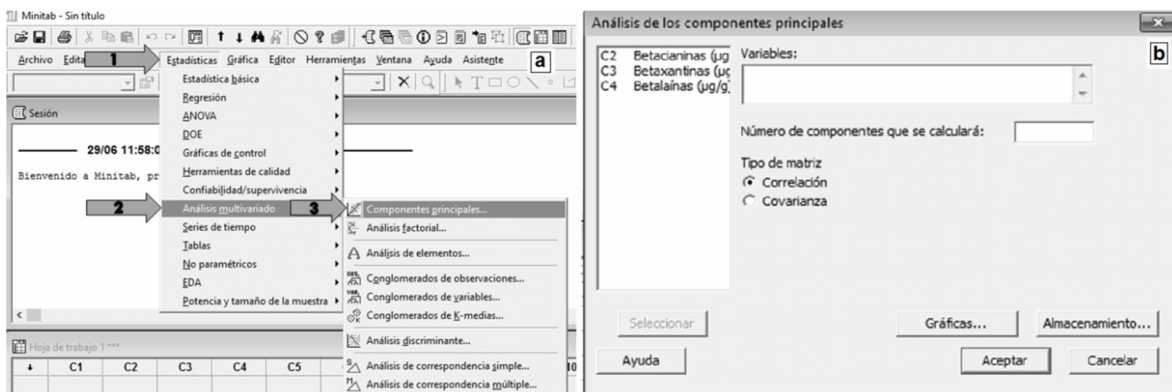 Minitab - Sin título
Archivo Edita 1 Estadísticas Gráfica Editor Herramientas Ventana Ayuda Asistente
a
Estadística básica
Regresión
ANOVA
DOE
Gráficas de control
Herramientas de calidad
Confiabilidad/supervivencia
2 Análisis multivariado 3
Series de tiempo
Tablas
No paramétricos
EDA
Potencia y tamaño de la muestra
Sesión
29/06 11:58:0
Bienvenido a Minitab, pr
Componentes principales...
Análisis factorial...
Análisis de elementos...
Conglomerados de observaciones...
Conglomerados de variables...
Conglomerados de K-medias...
Análisis discriminante...
Análisis de correspondencia simple...
Análisis de correspondencia múltiple...
Hoja de trabajo 1 ***
C1 C2 C3 C4 C5 10
Análisis de los componentes principales
b
C2 Betacianinas (µg
C3 Betaxantinas (µg
C4 Betalaínas (µg/g)
Variables:
Número de componentes que se calculará:
Tipo de matriz
Correlación
Covarianza
Seleccionar
Gráficas... Almacenamiento...
Ayuda
Aceptar Cancelar